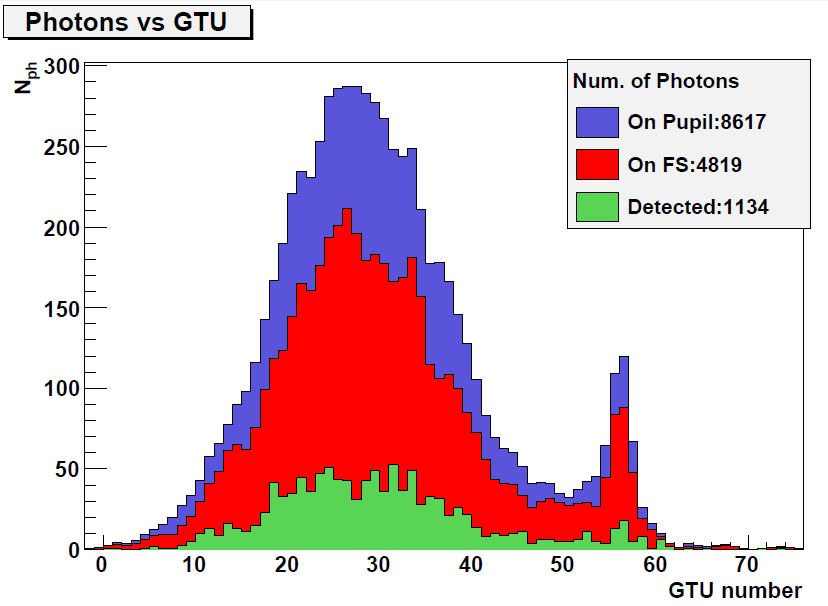 Photons vs GTU
N_ph
300
250
200
150
100
50
0
Num. of Photons
On Pupil:8617
On FS:4819
Detected:1134
0 10 20 30 40 50 60 70
GTU number